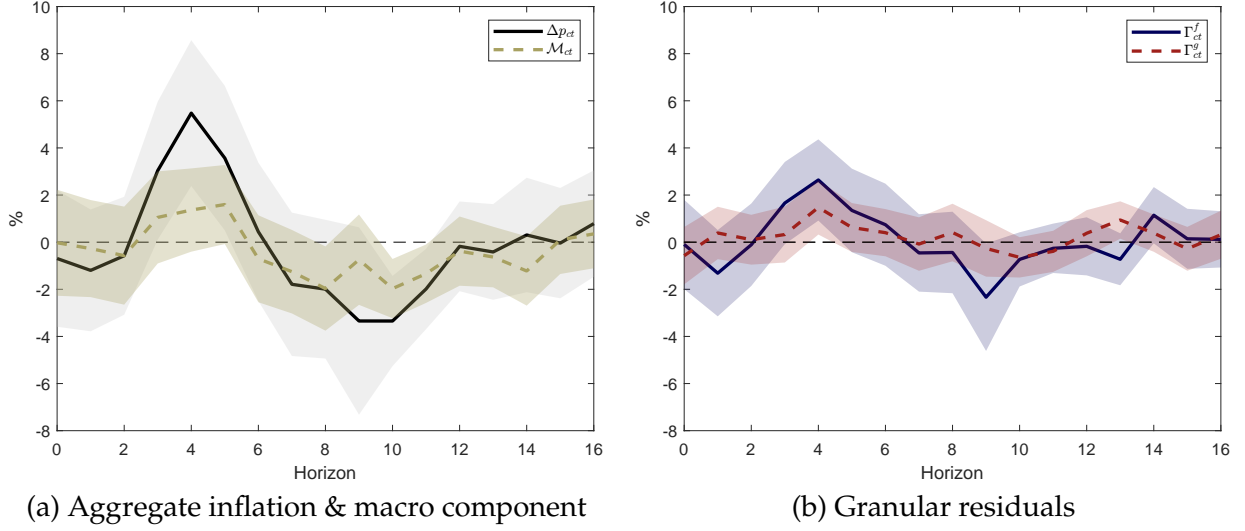 10
8
6
4
2
0
-2
-4
-6
-8
%
0 2 4 6 8 10 12 14 16
Horizon
Δp_ct
ℳ_ct
(a) Aggregate inflation & macro component
10
8
6
4
2
0
-2
-4
-6
-8
%
0 2 4 6 8 10 12 14 16
Horizon
Γ^f_ct
Γ^g_ct
(b) Granular residuals